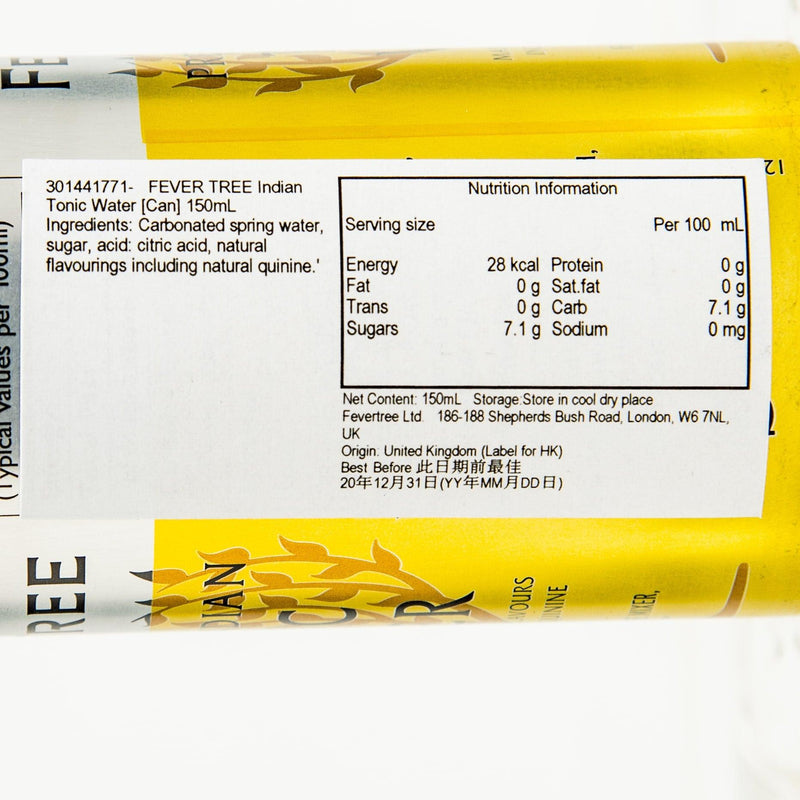 301441771- FEVER TREE Indian
Tonic Water [Can] 150mL
Ingredients: Carbonated spring water,
sugar, acid: citric acid, natural
flavourings including natural quinine.'
Nutrition Information
Serving size Per 100 mL
Energy 28 kcal Protein 0 g
Fat 0 g Sat.fat 0 g
Trans 0 g Carb 7.1 g
Sugars 7.1 g Sodium 0 mg
Net Content: 150mL Storage:Store in cool dry place
Fevertree Ltd. 186-188 Shepherds Bush Road, London, W6 7NL,
UK
Origin: United Kingdom (Label for HK)
Best Before 此日期前最佳
20年12月31日(YY年MM月DD日)
(Typical values per 100ml)